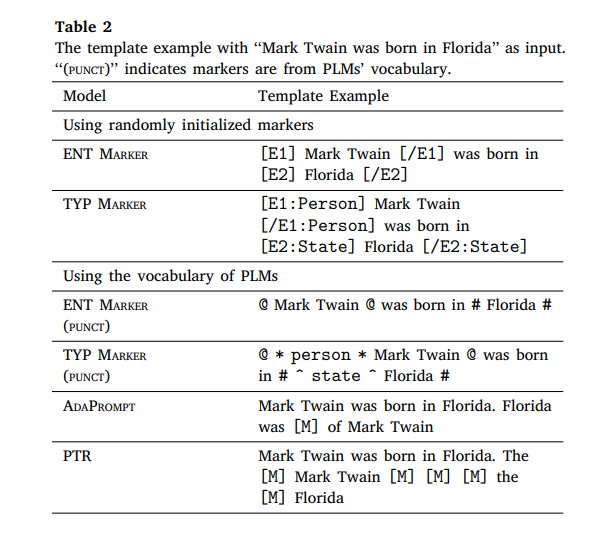 Table 2
The template example with “Mark Twain was born in Florida” as input.
“(PUNCT)” indicates markers are from PLMs’ vocabulary.
Model Template Example
Using randomly initialized markers
ENT MARKER [E1] Mark Twain [/E1] was born in
[E2] Florida [/E2]
TYP MARKER [E1:Person] Mark Twain
[/E1:Person] was born in
[E2:State] Florida [/E2:State]
Using the vocabulary of PLMs
ENT MARKER @ Mark Twain @ was born in # Florida #
(PUNCT)
TYP MARKER @ * person * Mark Twain @ was born
(PUNCT) in # ^ state ^ Florida #
ADAPROMPT Mark Twain was born in Florida. Florida
was [M] of Mark Twain
PTR Mark Twain was born in Florida. The
[M] Mark Twain [M] [M] [M] the
[M] Florida